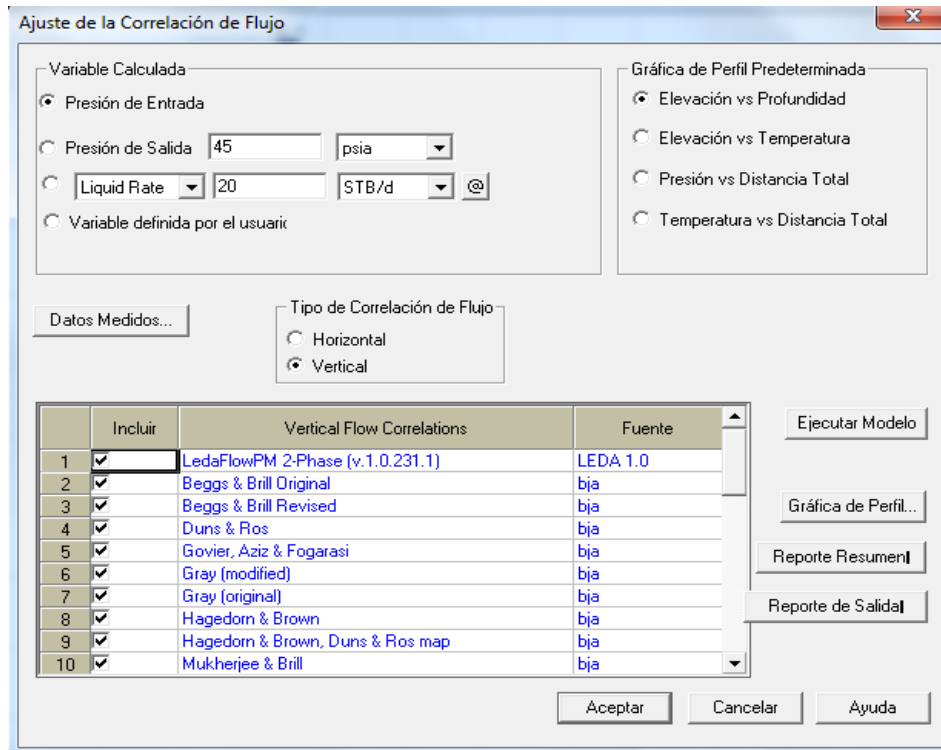 Ajuste de la Correlación de Flujo
Variable Calculada
Presión de Entrada
Presión de Salida 45 psia
Liquid Rate 20 STB/d @
Variable definida por el usuario
Gráfica de Perfil Predeterminada
Elevación vs Profundidad
Elevación vs Temperatura
Presión vs Distancia Total
Temperatura vs Distancia Total
Datos Medidos...
Tipo de Correlación de Flujo
Horizontal
Vertical
Incluir Vertical Flow Correlations Fuente
1 LedaFlowPM 2-Phase (v.1.0.231.1) LEDA 1.0
2 Beggs & Brill Original bja
3 Beggs & Brill Revised bja
4 Duns & Ros bja
5 Govier, Aziz & Fogarasi bja
6 Gray (modified) bja
7 Gray (original) bja
8 Hagedorn & Brown bja
9 Hagedorn & Brown, Duns & Ros map bja
10 Mukherjee & Brill bja
Ejecutar Modelo
Gráfica de Perfil...
Reporte Resumen
Reporte de Salida
Aceptar Cancelar Ayuda